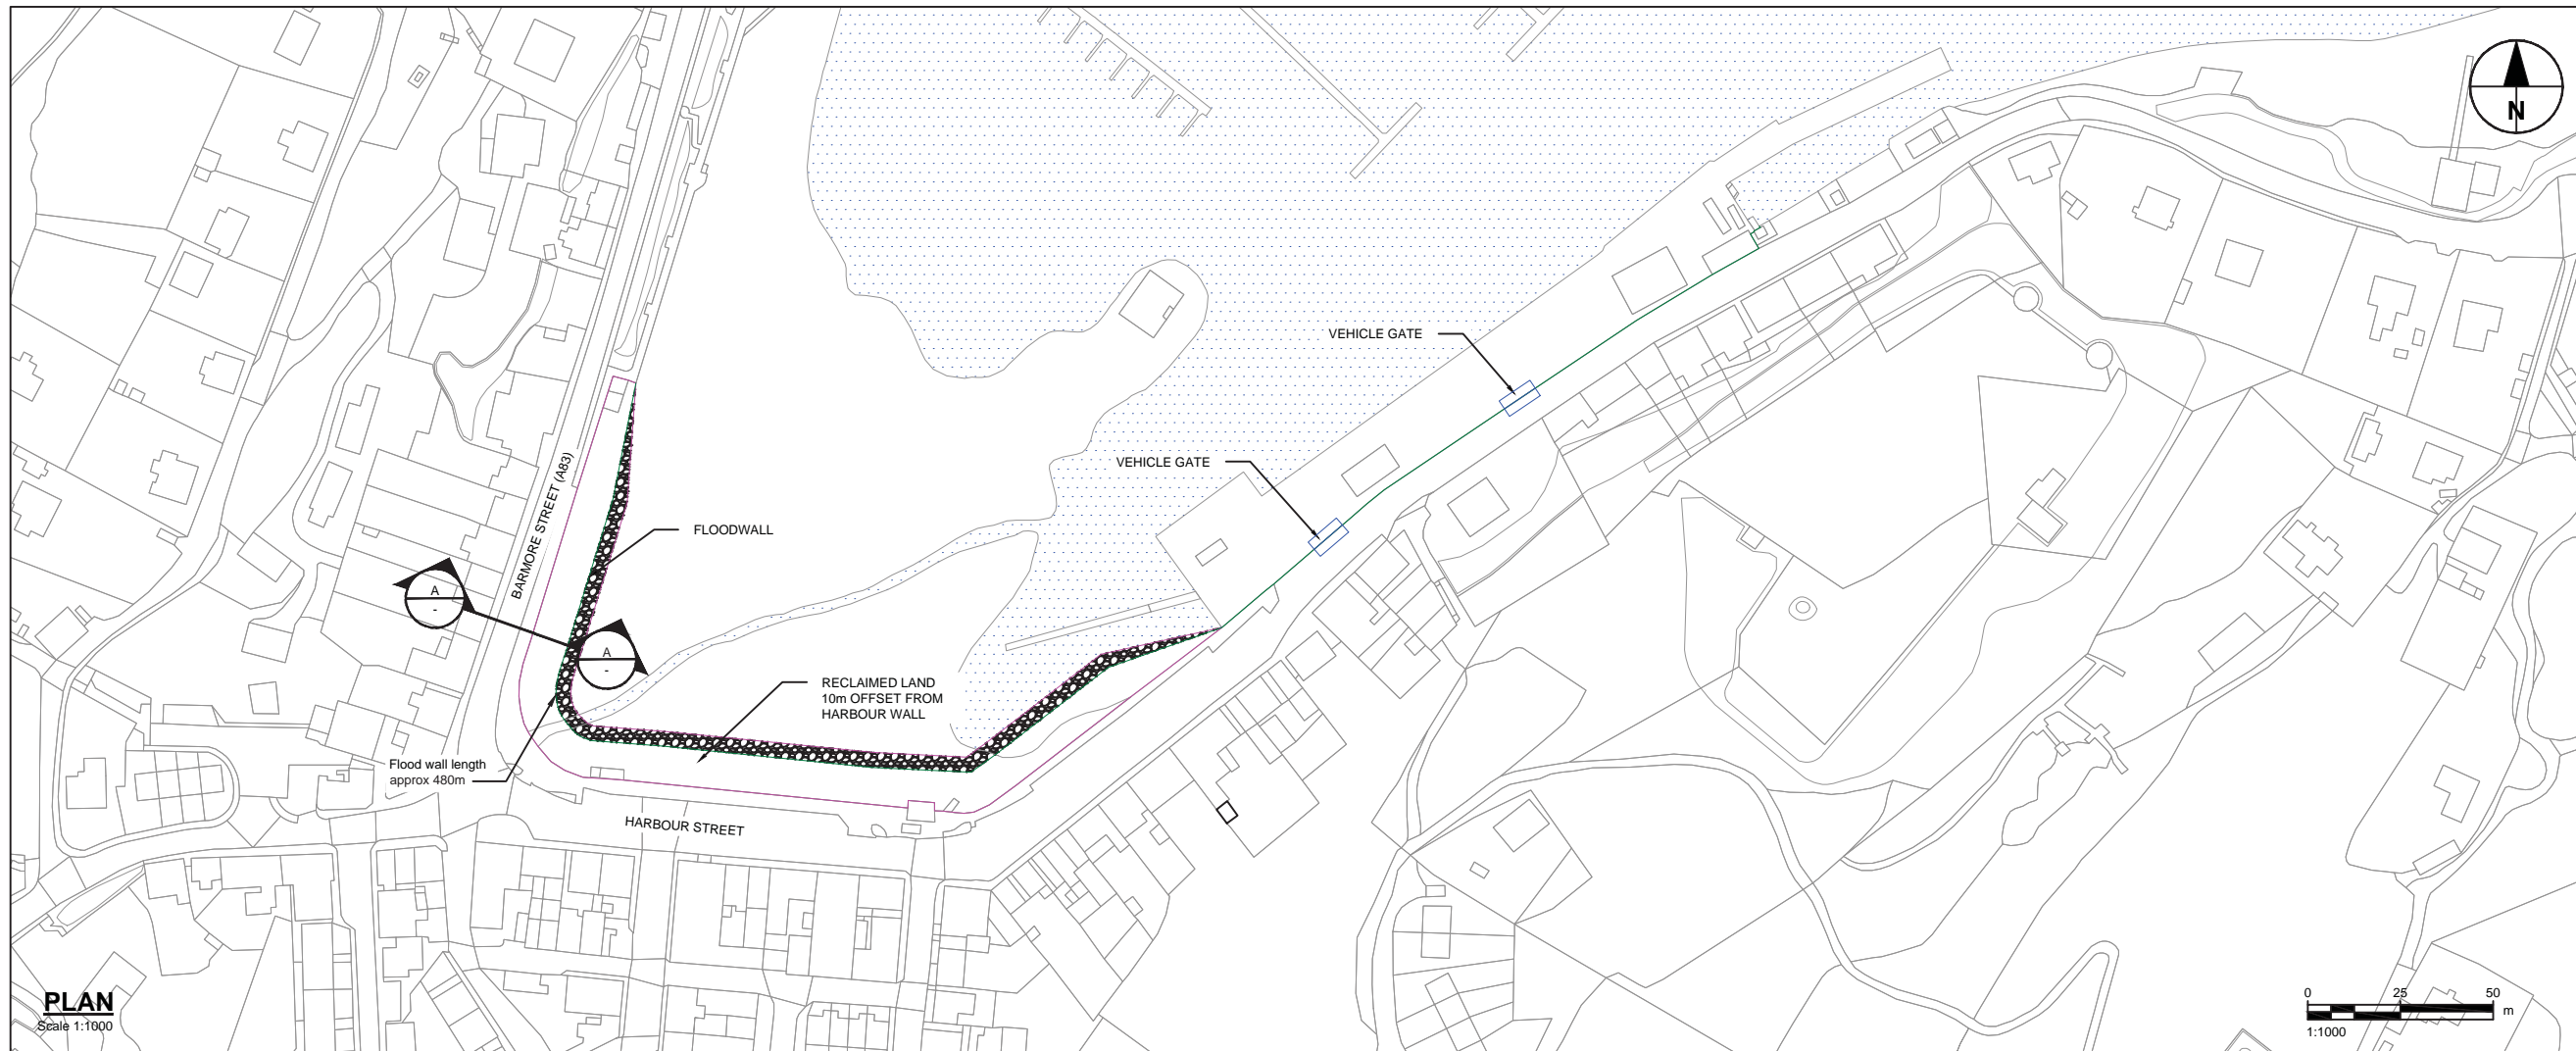 N
VEHICLE GATE
VEHICLE GATE
BARMORE STREET (A83)
FLOODWALL
A
-
A
-
RECLAIMED LAND
10m OFFSET FROM
HARBOUR WALL
Flood wall length
approx 480m
HARBOUR STREET
PLAN
Scale 1:1000
0 25 50
m
1:1000